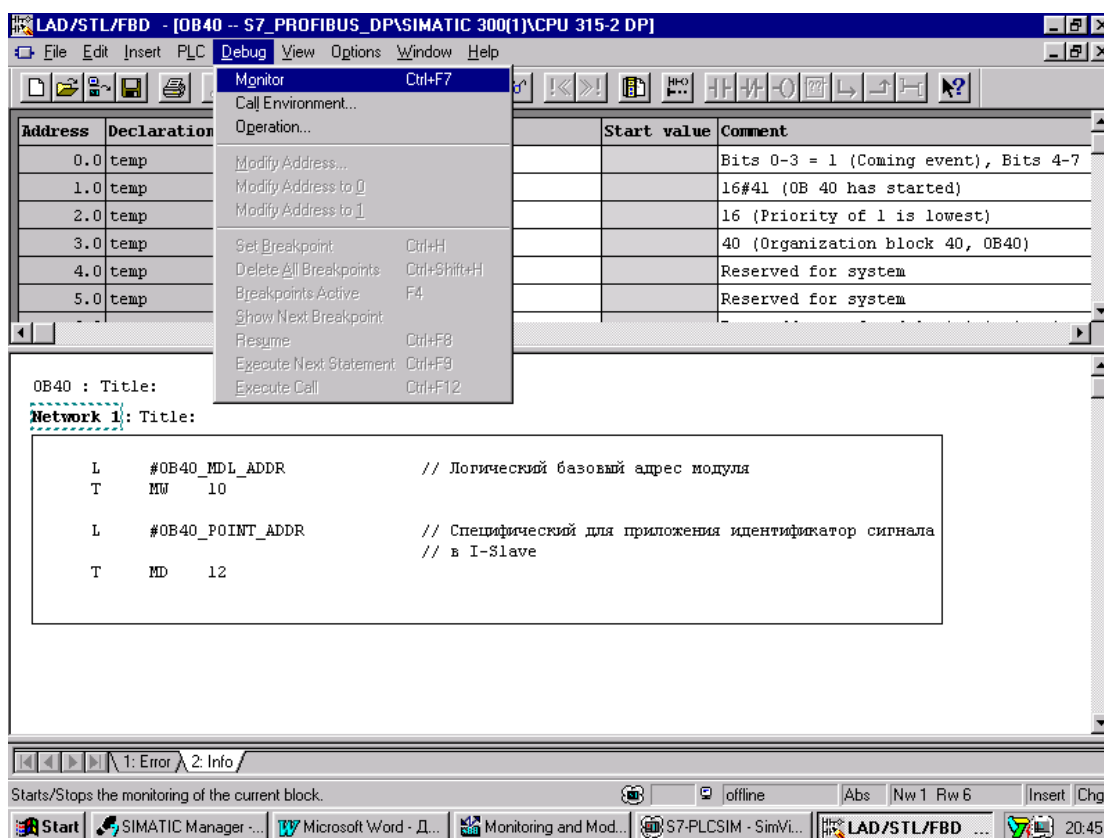 LAD/STL/FBD - [OB40 -- S7_PROFIBUS_DP\SIMATIC 300(1)\CPU 315-2 DP]
File Edit Insert PLC Debug View Options Window Help
Monitor Ctrl+F7
Call Environment...
Operation...
Modify Address...
Modify Address to 0
Modify Address to 1
Set Breakpoint Ctrl+H
Delete All Breakpoints Ctrl+Shift+H
Breakpoints Active F4
Show Next Breakpoint
Resume Ctrl+F8
Execute Next Statement Ctrl+F9
Execute Call Ctrl+F12
Address Declaration Start value Comment
0.0 temp Bits 0-3 = 1 (Coming event), Bits 4-7
1.0 temp 16#41 (OB 40 has started)
2.0 temp 16 (Priority of 1 is lowest)
3.0 temp 40 (Organization block 40, OB40)
4.0 temp Reserved for system
5.0 temp Reserved for system
OB40 : Title:
Network 1: Title:
L #OB40_MDL_ADDR // Логический базовый адрес модуля
T MW 10
L #OB40_POINT_ADDR // Специфический для приложения идентификатор сигнала
// в I-Slave
T MD 12
1: Error 2: Info
Starts/Stops the monitoring of the current block. offline Abs Nw 1 Rw 6 Insert Chg
Start SIMATIC Manager -... Microsoft Word - Д... Monitoring and Mod... S7-PLCSIM - SimVi... LAD/STL/FBD ... 20:45